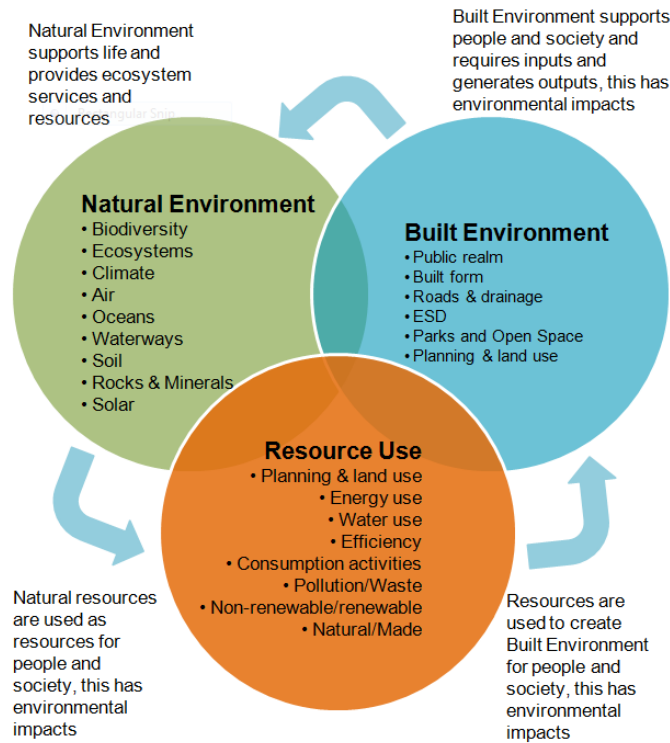 Natural Environment
supports life and
provides ecosystem
services and
resources
Built Environment supports
people and society and
requires inputs and
generates outputs, this has
environmental impacts
Natural Environment
• Biodiversity
• Ecosystems
• Climate
• Air
• Oceans
• Waterways
• Soil
• Rocks & Minerals
• Solar
Built Environment
• Public realm
• Built form
• Roads & drainage
• ESD
• Parks and Open Space
• Planning & land use
Resource Use
• Planning & land use
• Energy use
• Water use
• Efficiency
• Consumption activities
• Pollution/Waste
• Non-renewable/renewable
• Natural/Made
Natural resources
are used as
resources for
people and
society, this has
environmental
impacts
Resources are
used to create
Built Environment
for people and
society, this has
environmental
impacts